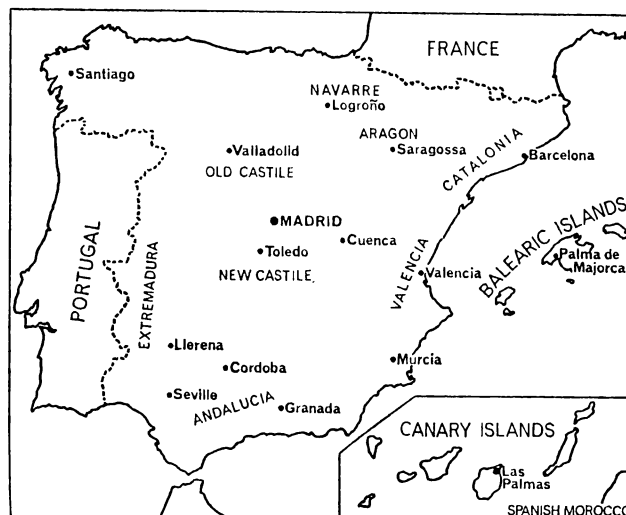 FRANCE
Santiago
NAVARRE
Logroño
ARAGON
Saragossa
CATALONIA
Barcelona
Valladolid
OLD CASTILE
MADRID
Cuenca
Toledo
NEW CASTILE
PORTUGAL
EXTREMADURA
VALENCIA
Valencia
BALEARIC ISLANDS
Palma de
Majorca
Llerena
Cordoba
Murcia
Seville
ANDALUCIA
Granada
CANARY ISLANDS
Las
Palmas
SPANISH MOROCCO